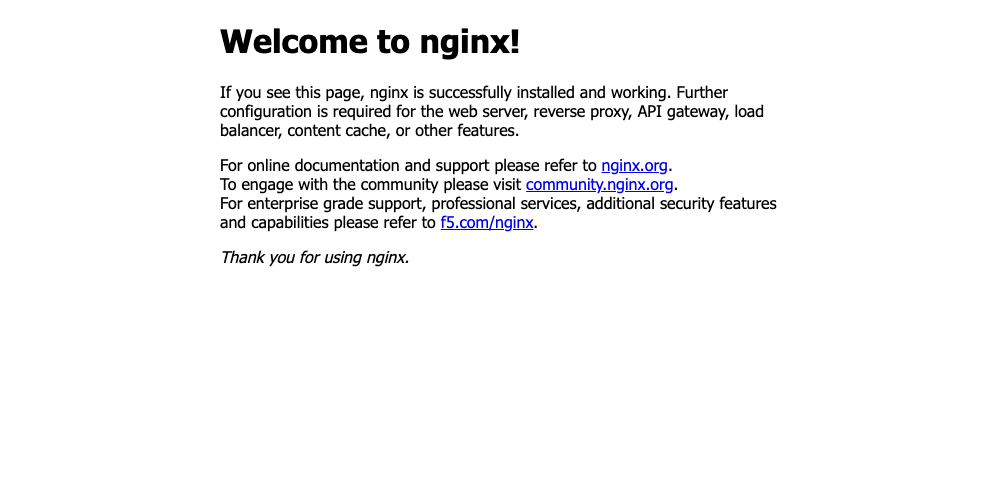 Welcome to nginx!
If you see this page, nginx is successfully installed and working. Further
configuration is required for the web server, reverse proxy, API gateway, load
balancer, content cache, or other features.
For online documentation and support please refer to nginx.org.
To engage with the community please visit community.nginx.org.
For enterprise grade support, professional services, additional security features
and capabilities please refer to f5.com/nginx.
Thank you for using nginx.